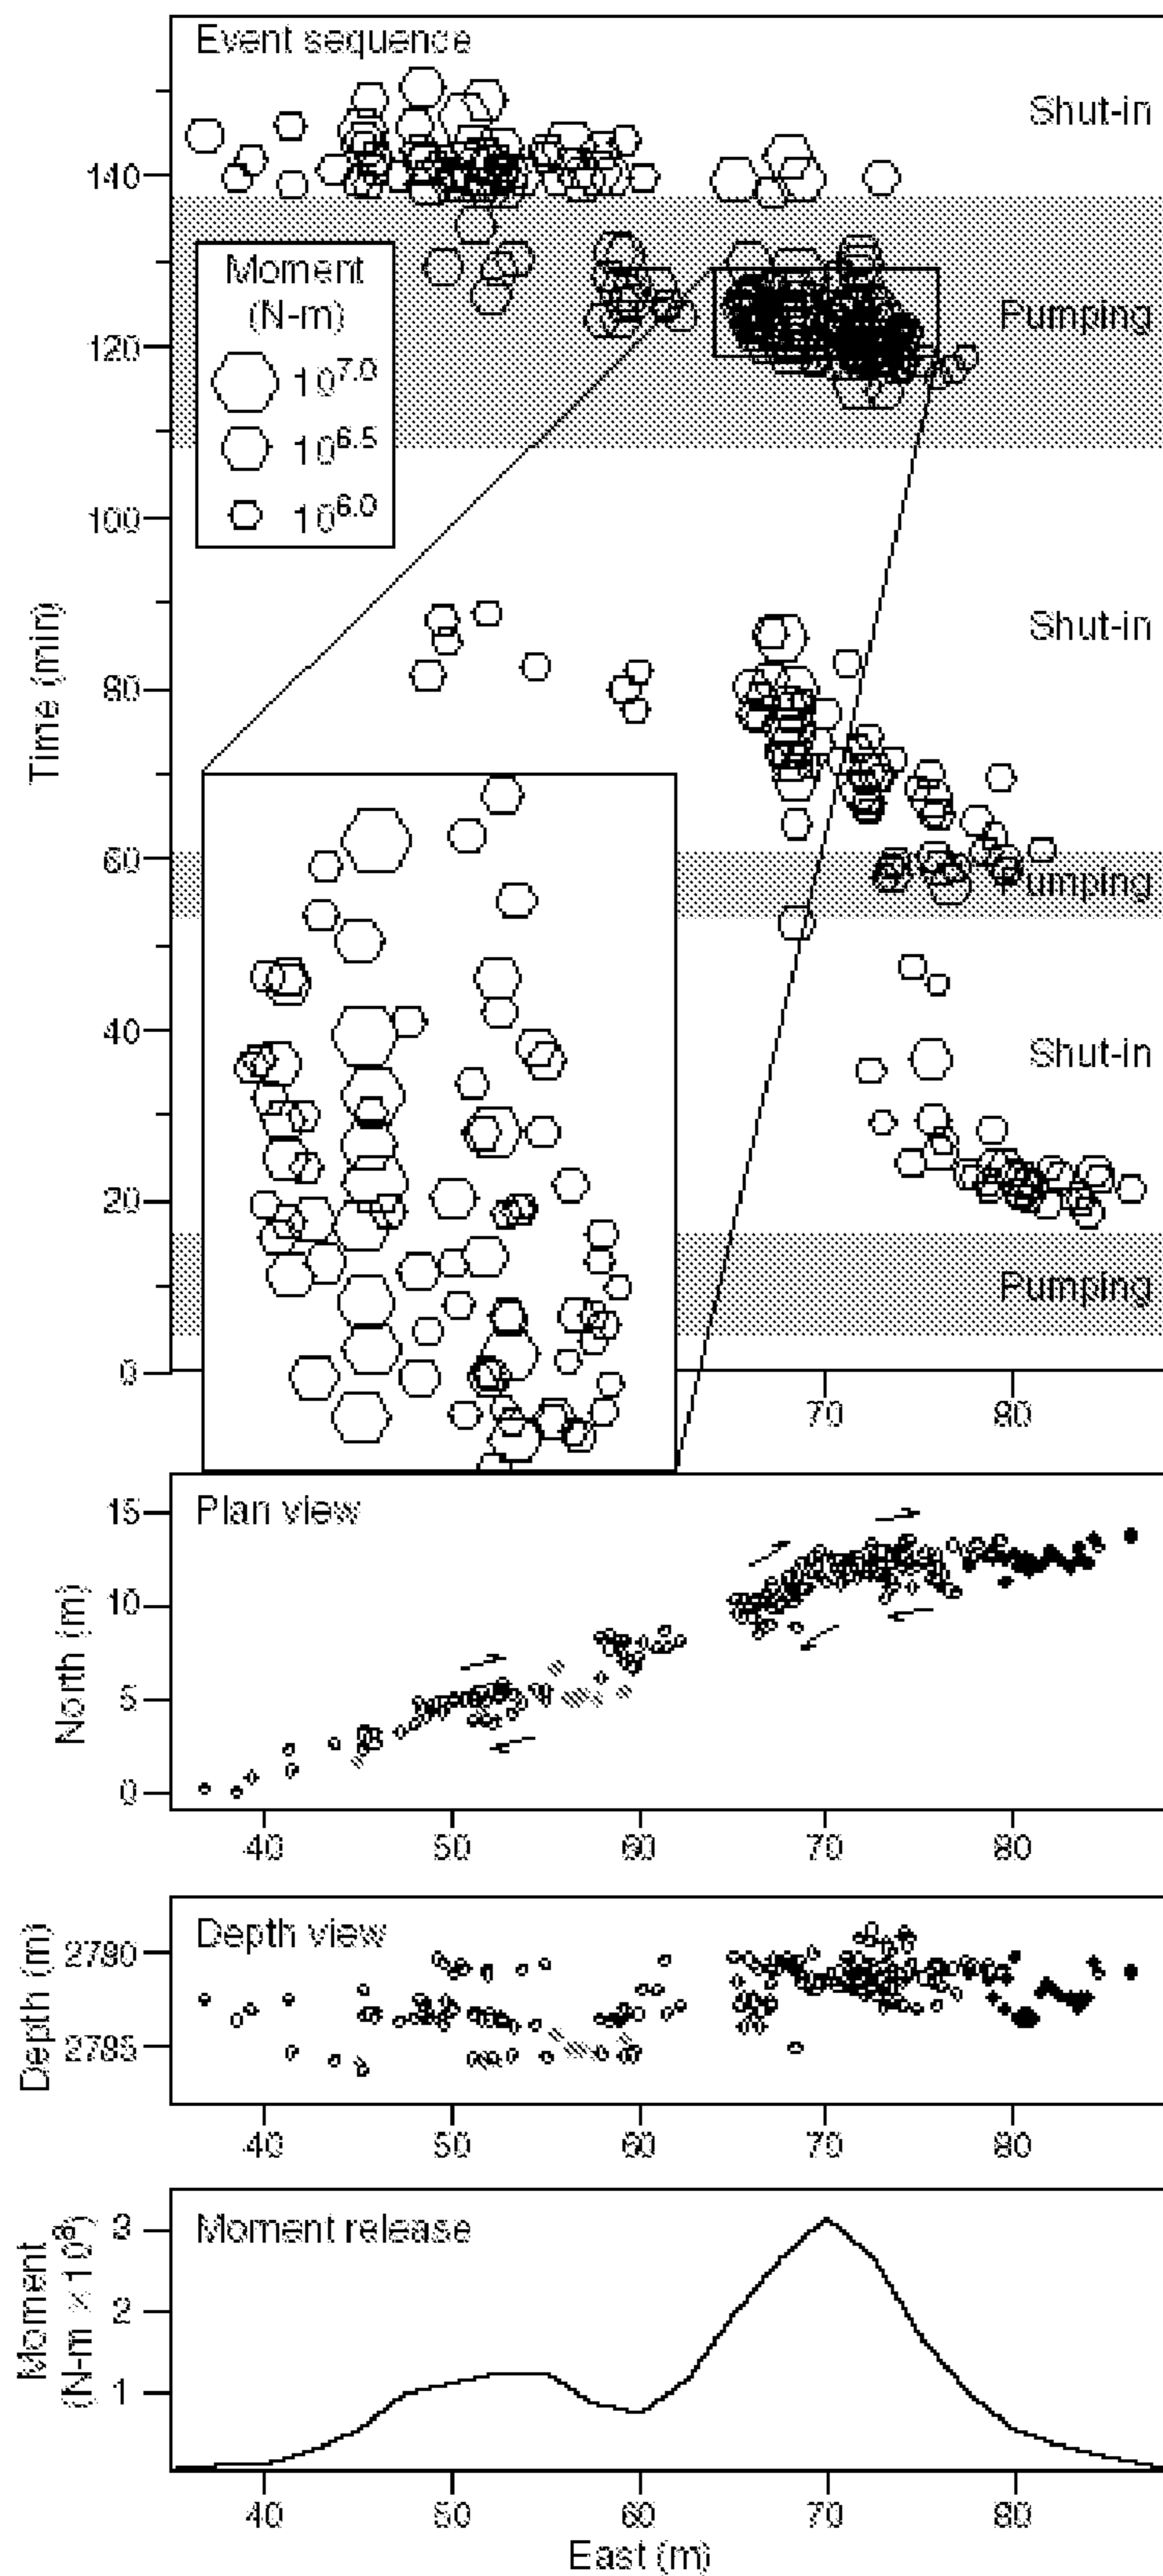 Event sequence
Shut-in
140
Moment
(N-m)
10^7.0
10^6.5
10^6.0
Pumping
120
100
Shut-in
Time (min)
80
60
Pumping
40
Shut-in
20
Pumping
0
70
80
Plan view
15
10
5
0
North (m)
40
50
60
70
80
Depth view
2780
2785
Depth (m)
40
50
60
70
80
Moment release
3
2
1
Moment
(N-m ×10^8)
40
50
60
70
80
East (m)